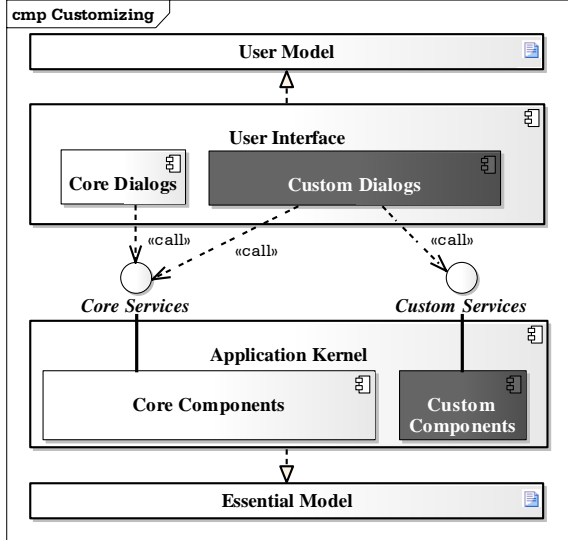 cmp Customizing
User Model
User Interface
Core Dialogs
Custom Dialogs
«call»
«call»
«call»
Core Services
Custom Services
Application Kernel
Core Components
Custom
Components
Essential Model